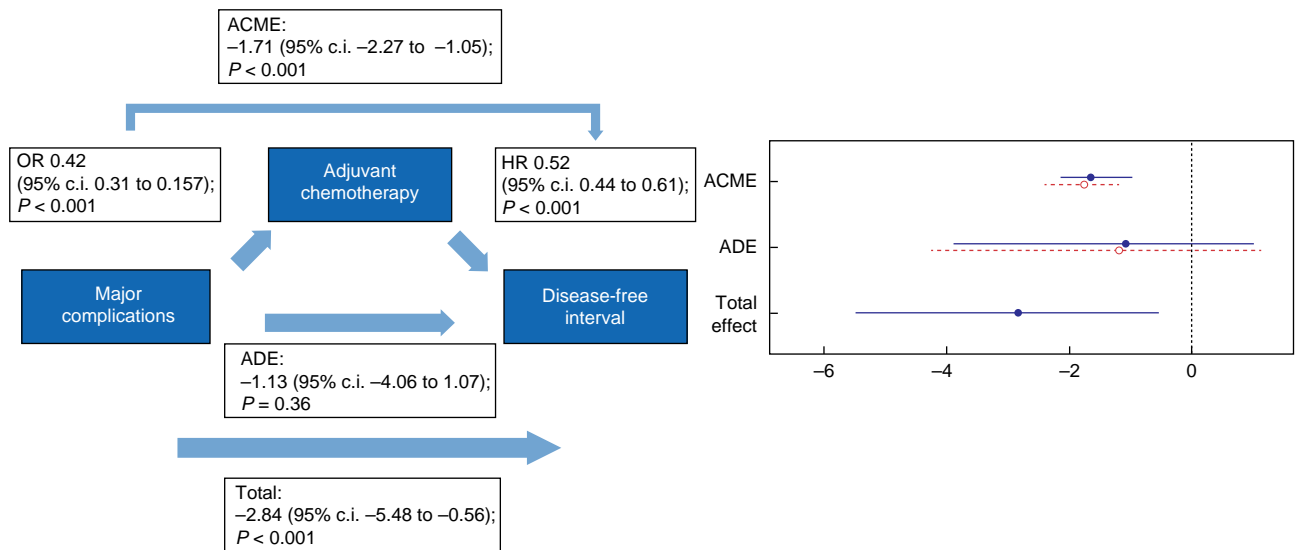 ACME:
–1.71 (95% c.i. –2.27 to –1.05);
P < 0.001
OR 0.42
(95% c.i. 0.31 to 0.157);
P < 0.001
Adjuvant
chemotherapy
HR 0.52
(95% c.i. 0.44 to 0.61);
P < 0.001
Major
complications
Disease-free
interval
ADE:
–1.13 (95% c.i. –4.06 to 1.07);
P = 0.36
Total:
–2.84 (95% c.i. –5.48 to –0.56);
P < 0.001
ACME
ADE
Total
effect
–6
–4
–2
0